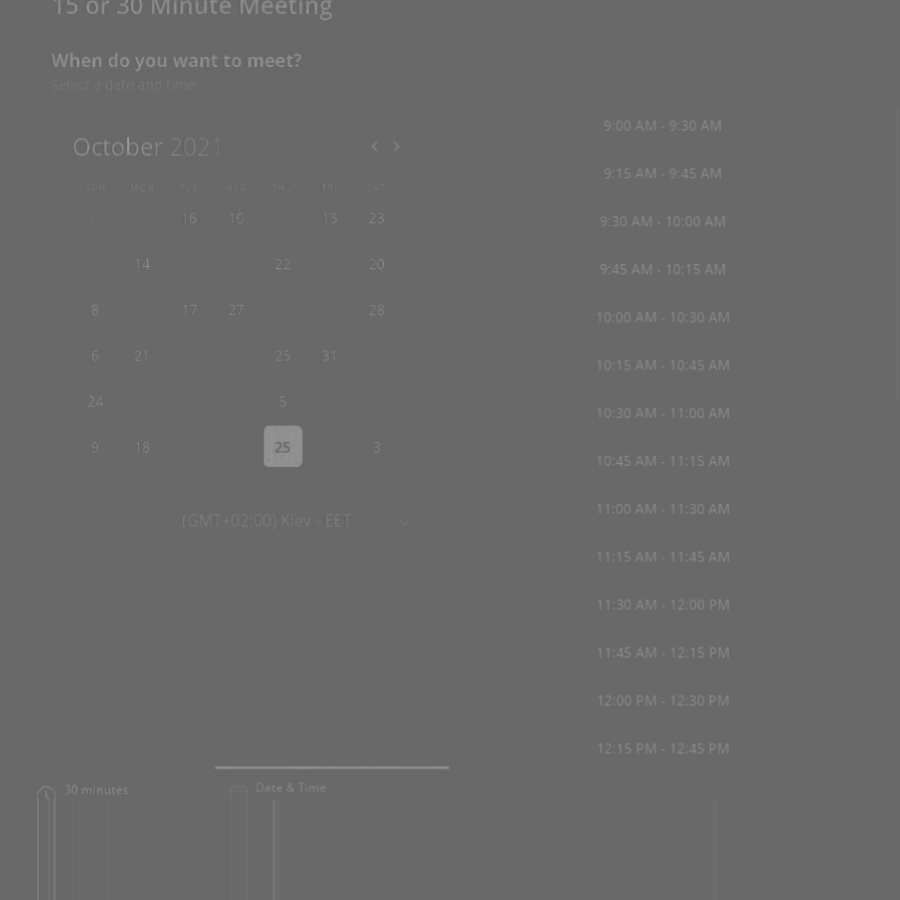 15 or 30 Minute Meeting
When do you want to meet?
Select a date and time
October 2021
SUN MON TUE WED THU FRI SAT
16 10 13 23
14 22 20
8 17 27 28
6 21 25 31
24 5
9 18 25 3
(GMT+02:00) Kiev - EET
9:00 AM - 9:30 AM
9:15 AM - 9:45 AM
9:30 AM - 10:00 AM
9:45 AM - 10:15 AM
10:00 AM - 10:30 AM
10:15 AM - 10:45 AM
10:30 AM - 11:00 AM
10:45 AM - 11:15 AM
11:00 AM - 11:30 AM
11:15 AM - 11:45 AM
11:30 AM - 12:00 PM
11:45 AM - 12:15 PM
12:00 PM - 12:30 PM
12:15 PM - 12:45 PM
30 minutes
Date & Time